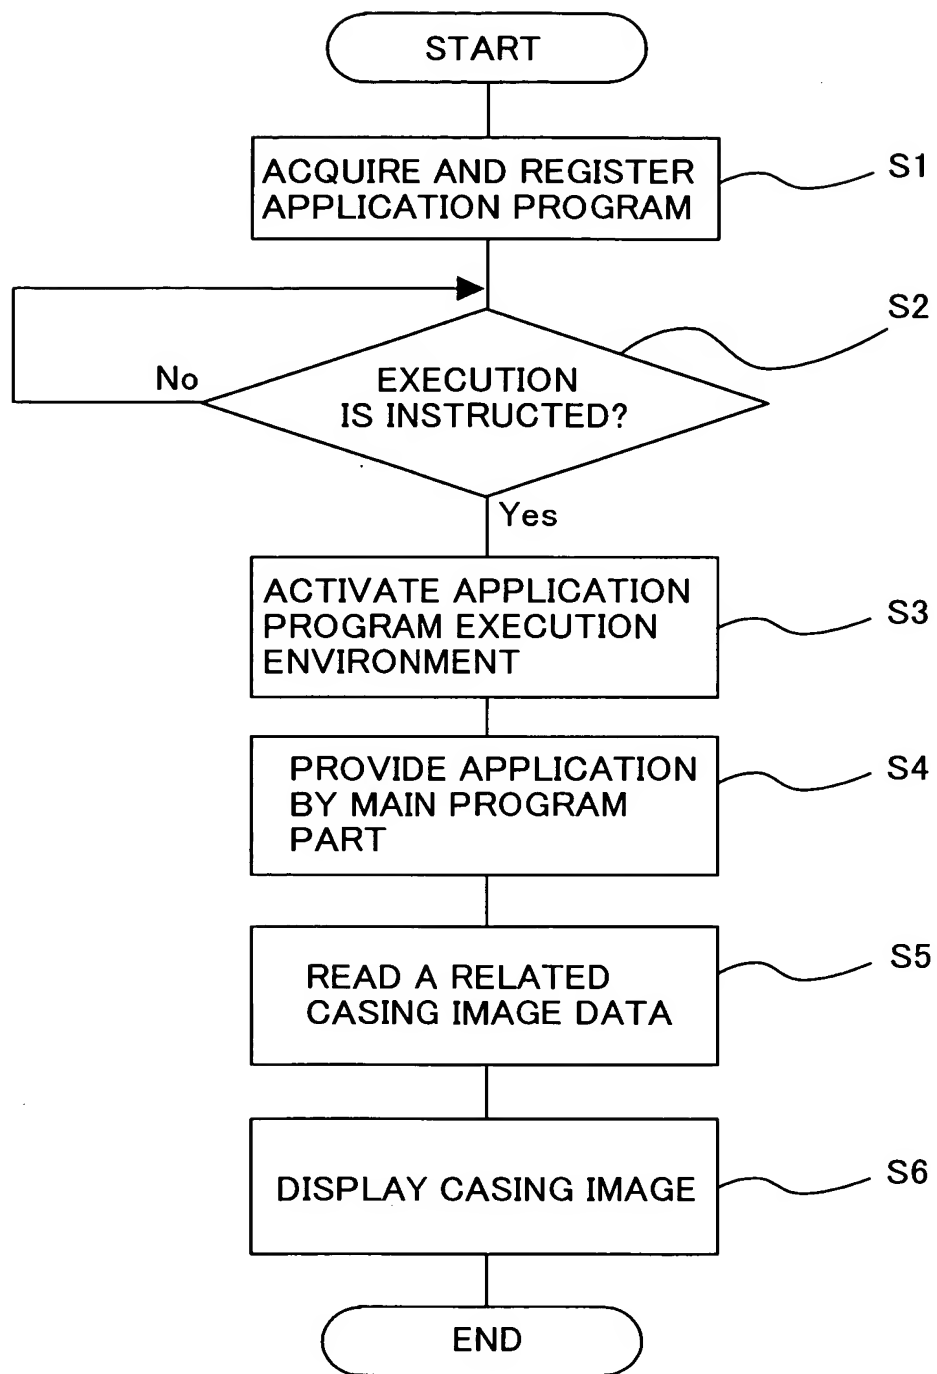 START
ACQUIRE AND REGISTER
APPLICATION PROGRAM
S1
S2
No
EXECUTION
IS INSTRUCTED?
Yes
ACTIVATE APPLICATION
PROGRAM EXECUTION
ENVIRONMENT
S3
PROVIDE APPLICATION
BY MAIN PROGRAM
PART
S4
READ A RELATED
CASING IMAGE DATA
S5
DISPLAY CASING IMAGE
S6
END